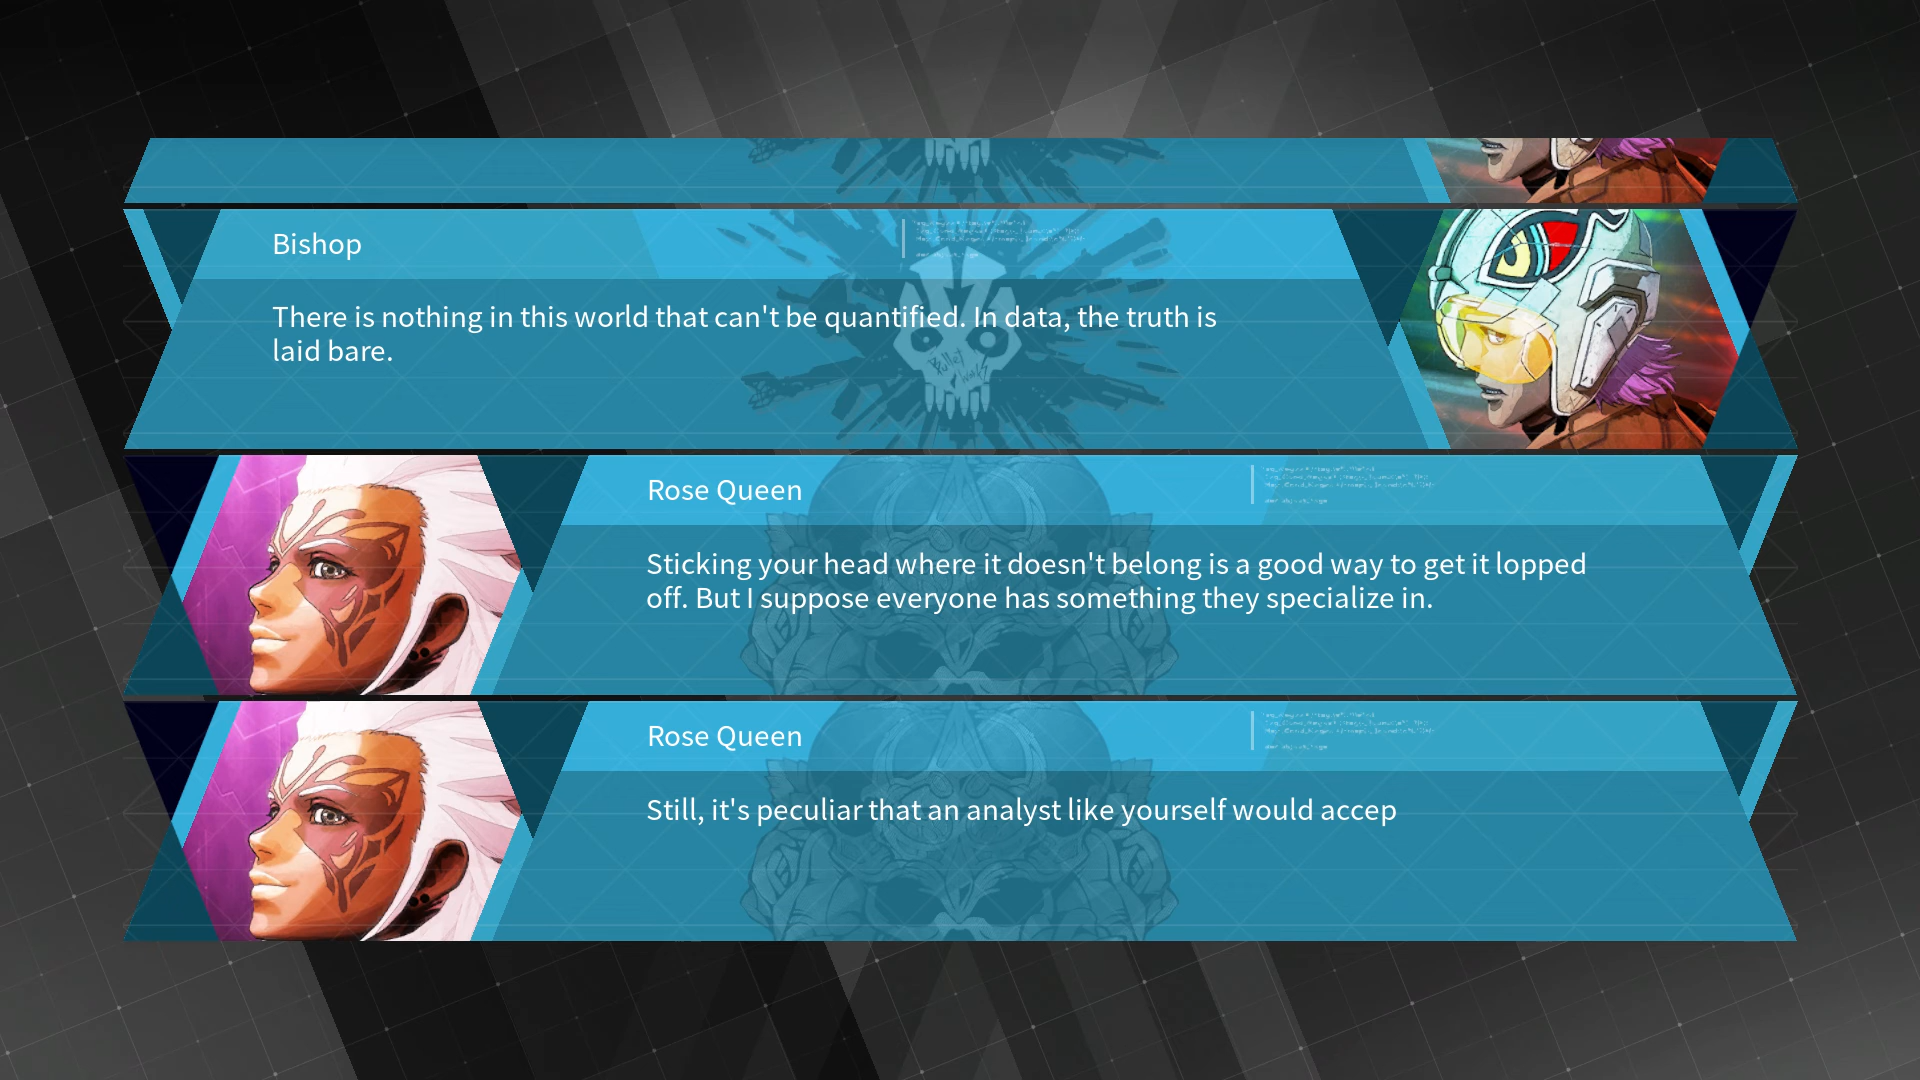 Bishop
There is nothing in this world that can't be quantified. In data, the truth is
laid bare.
Bullet
Works
Rose Queen
Sticking your head where it doesn't belong is a good way to get it lopped
off. But I suppose everyone has something they specialize in.
Rose Queen
Still, it's peculiar that an analyst like yourself would accep